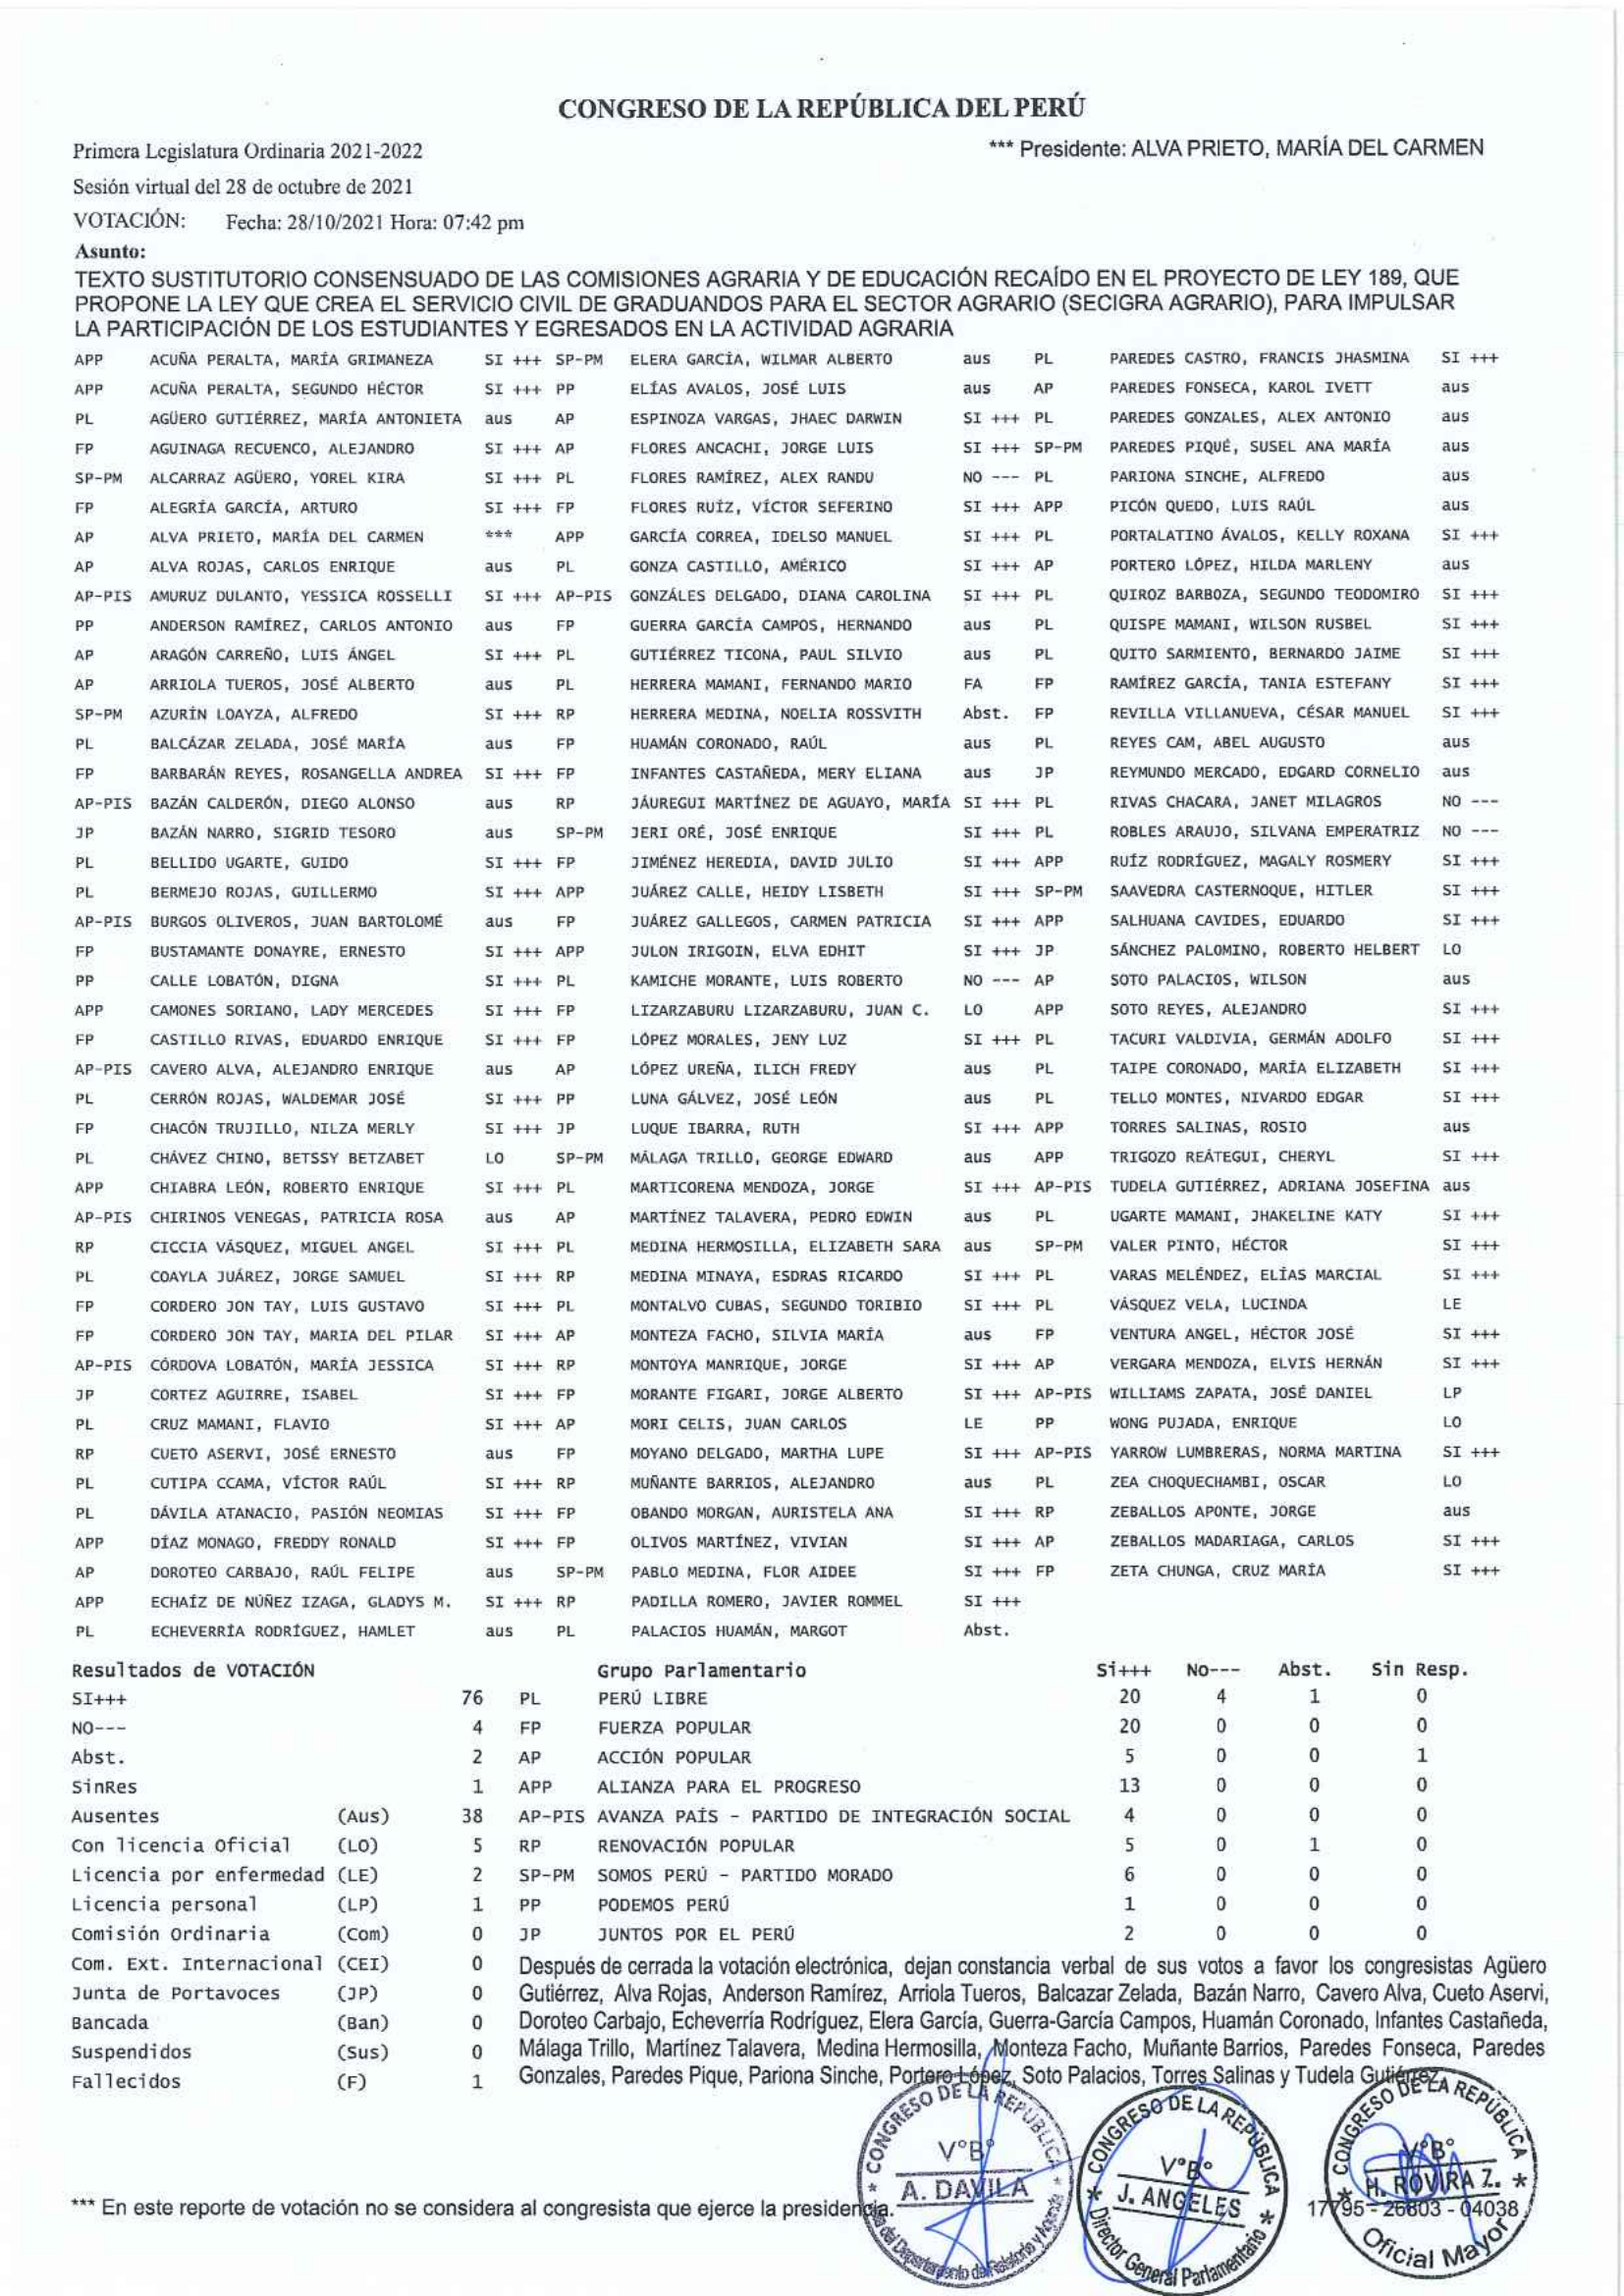 CONGRESO DE LA REPÚBLICA DEL PERÚ
Primera Legislatura Ordinaria 2021-2022 *** Presidente: ALVA PRIETO, MARÍA DEL CARMEN
Sesión virtual del 28 de octubre de 2021
VOTACIÓN: Fecha: 28/10/2021 Hora: 07:42 pm
Asunto:
TEXTO SUSTITUTORIO CONSENSUADO DE LAS COMISIONES AGRARIA Y DE EDUCACIÓN RECAÍDO EN EL PROYECTO DE LEY 189, QUE
PROPONE LA LEY QUE CREA EL SERVICIO CIVIL DE GRADUANDOS PARA EL SECTOR AGRARIO (SECIGRA AGRARIO), PARA IMPULSAR
LA PARTICIPACIÓN DE LOS ESTUDIANTES Y EGRESADOS EN LA ACTIVIDAD AGRARIA
APP ACUÑA PERALTA, MARÍA GRIMANEZA SI +++ SP-PM ELERA GARCÍA, WILMAR ALBERTO aus PL PAREDES CASTRO, FRANCIS JHASMINA SI +++
APP ACUÑA PERALTA, SEGUNDO HÉCTOR SI +++ PP ELÍAS AVALOS, JOSÉ LUIS aus AP PAREDES FONSECA, KAROL IVETT aus
PL AGÜERO GUTIÉRREZ, MARÍA ANTONIETA aus AP ESPINOZA VARGAS, JHAEC DARWIN SI +++ PL PAREDES GONZALES, ALEX ANTONIO aus
FP AGUINAGA RECUENCO, ALEJANDRO SI +++ AP FLORES ANCACHI, JORGE LUIS SI +++ SP-PM PAREDES PIQUÉ, SUSEL ANA MARÍA aus
SP-PM ALCARRAZ AGÜERO, YOREL KIRA SI +++ PL FLORES RAMÍREZ, ALEX RANDU NO --- PL PARIONA SINCHE, ALFREDO aus
FP ALEGRÍA GARCÍA, ARTURO SI +++ FP FLORES RUÍZ, VÍCTOR SEFERINO SI +++ APP PICÓN QUEDO, LUIS RAÚL aus
AP ALVA PRIETO, MARÍA DEL CARMEN *** APP GARCÍA CORREA, IDELSO MANUEL SI +++ PL PORTALATINO ÁVALOS, KELLY ROXANA SI +++
AP ALVA ROJAS, CARLOS ENRIQUE aus PL GONZA CASTILLO, AMÉRICO SI +++ AP PORTERO LÓPEZ, HILDA MARLENY aus
AP-PIS AMURUZ DULANTO, YESSICA ROSSELLI SI +++ AP-PIS GONZÁLES DELGADO, DIANA CAROLINA SI +++ PL QUIROZ BARBOZA, SEGUNDO TEODOMIRO SI +++
PP ANDERSON RAMÍREZ, CARLOS ANTONIO aus FP GUERRA GARCÍA CAMPOS, HERNANDO aus PL QUISPE MAMANI, WILSON RUSBEL SI +++
AP ARAGÓN CARREÑO, LUIS ÁNGEL SI +++ PL GUTIÉRREZ TICONA, PAUL SILVIO aus PL QUITO SARMIENTO, BERNARDO JAIME SI +++
AP ARRIOLA TUEROS, JOSÉ ALBERTO aus PL HERRERA MAMANI, FERNANDO MARIO FA FP RAMÍREZ GARCÍA, TANIA ESTEFANY SI +++
SP-PM AZURÍN LOAYZA, ALFREDO SI +++ RP HERRERA MEDINA, NOELIA ROSSVITH Abst. FP REVILLA VILLANUEVA, CÉSAR MANUEL SI +++
PL BALCÁZAR ZELADA, JOSÉ MARÍA aus FP HUAMÁN CORONADO, RAÚL aus PL REYES CAM, ABEL AUGUSTO aus
FP BARBARÁN REYES, ROSANGELLA ANDREA SI +++ FP INFANTES CASTAÑEDA, MERY ELIANA aus JP REYMUNDO MERCADO, EDGARD CORNELIO aus
AP-PIS BAZÁN CALDERÓN, DIEGO ALONSO aus RP JÁUREGUI MARTÍNEZ DE AGUAYO, MARÍA SI +++ PL RIVAS CHACARA, JANET MILAGROS NO ---
JP BAZÁN NARRO, SIGRID TESORO aus SP-PM JERI ORÉ, JOSÉ ENRIQUE SI +++ PL ROBLES ARAUJO, SILVANA EMPERATRIZ NO ---
PL BELLIDO UGARTE, GUIDO SI +++ FP JIMÉNEZ HEREDIA, DAVID JULIO SI +++ APP RUÍZ RODRÍGUEZ, MAGALY ROSMERY SI +++
PL BERMEJO ROJAS, GUILLERMO SI +++ APP JUÁREZ CALLE, HEIDY LISBETH SI +++ SP-PM SAAVEDRA CASTERNOQUE, HITLER SI +++
AP-PIS BURGOS OLIVEROS, JUAN BARTOLOMÉ aus FP JUÁREZ GALLEGOS, CARMEN PATRICIA SI +++ APP SALHUANA CAVIDES, EDUARDO SI +++
FP BUSTAMANTE DONAYRE, ERNESTO SI +++ APP JULON IRIGOIN, ELVA EDHIT SI +++ JP SÁNCHEZ PALOMINO, ROBERTO HELBERT LO
PP CALLE LOBATÓN, DIGNA SI +++ PL KAMICHE MORANTE, LUIS ROBERTO NO --- AP SOTO PALACIOS, WILSON aus
APP CAMONES SORIANO, LADY MERCEDES SI +++ FP LIZARZABURU LIZARZABURU, JUAN C. LO APP SOTO REYES, ALEJANDRO SI +++
FP CASTILLO RIVAS, EDUARDO ENRIQUE SI +++ FP LÓPEZ MORALES, JENY LUZ SI +++ PL TACURI VALDIVIA, GERMÁN ADOLFO SI +++
AP-PIS CAVERO ALVA, ALEJANDRO ENRIQUE aus AP LÓPEZ UREÑA, ILICH FREDY aus PL TAIPE CORONADO, MARÍA ELIZABETH SI +++
PL CERRÓN ROJAS, WALDEMAR JOSÉ SI +++ PP LUNA GÁLVEZ, JOSÉ LEÓN aus PL TELLO MONTES, NIVARDO EDGAR SI +++
FP CHACÓN TRUJILLO, NILZA MERLY SI +++ JP LUQUE IBARRA, RUTH SI +++ APP TORRES SALINAS, ROSIO aus
PL CHÁVEZ CHINO, BETSSY BETZABET LO SP-PM MÁLAGA TRILLO, GEORGE EDWARD aus APP TRIGOZO REÁTEGUI, CHERYL SI +++
APP CHIABRA LEÓN, ROBERTO ENRIQUE SI +++ PL MARTICORENA MENDOZA, JORGE SI +++ AP-PIS TUDELA GUTIÉRREZ, ADRIANA JOSEFINA aus
AP-PIS CHIRINOS VENEGAS, PATRICIA ROSA aus AP MARTÍNEZ TALAVERA, PEDRO EDWIN aus PL UGARTE MAMANI, JHAKELINE KATY SI +++
RP CICCIA VÁSQUEZ, MIGUEL ANGEL SI +++ PL MEDINA HERMOSILLA, ELIZABETH SARA aus SP-PM VALER PINTO, HÉCTOR SI +++
PL COAYLA JUÁREZ, JORGE SAMUEL SI +++ RP MEDINA MINAYA, ESDRAS RICARDO SI +++ PL VARAS MELÉNDEZ, ELÍAS MARCIAL SI +++
FP CORDERO JON TAY, LUIS GUSTAVO SI +++ PL MONTALVO CUBAS, SEGUNDO TORIBIO SI +++ PL VÁSQUEZ VELA, LUCINDA LE
FP CORDERO JON TAY, MARIA DEL PILAR SI +++ AP MONTEZA FACHO, SILVIA MARÍA aus FP VENTURA ANGEL, HÉCTOR JOSÉ SI +++
AP-PIS CÓRDOVA LOBATÓN, MARÍA JESSICA SI +++ RP MONTOYA MANRIQUE, JORGE SI +++ AP VERGARA MENDOZA, ELVIS HERNÁN SI +++
JP CORTEZ AGUIRRE, ISABEL SI +++ FP MORANTE FIGARI, JORGE ALBERTO SI +++ AP-PIS WILLIAMS ZAPATA, JOSÉ DANIEL LP
PL CRUZ MAMANI, FLAVIO SI +++ AP MORI CELIS, JUAN CARLOS LE PP WONG PUJADA, ENRIQUE LO
RP CUETO ASERVI, JOSÉ ERNESTO aus FP MOYANO DELGADO, MARTHA LUPE SI +++ AP-PIS YARROW LUMBRERAS, NORMA MARTINA SI +++
PL CUTIPA CCAMA, VÍCTOR RAÚL SI +++ RP MUÑANTE BARRIOS, ALEJANDRO aus PL ZEA CHOQUECHAMBI, OSCAR LO
PL DÁVILA ATANACIO, PASIÓN NEOMIAS SI +++ FP OBANDO MORGAN, AURISTELA ANA SI +++ RP ZEBALLOS APONTE, JORGE aus
APP DÍAZ MONAGO, FREDDY RONALD SI +++ FP OLIVOS MARTÍNEZ, VIVIAN SI +++ AP ZEBALLOS MADARIAGA, CARLOS SI +++
AP DOROTEO CARBAJO, RAÚL FELIPE aus SP-PM PABLO MEDINA, FLOR AIDEE SI +++ FP ZETA CHUNGA, CRUZ MARÍA SI +++
APP ECHAÍZ DE NÚÑEZ IZAGA, GLADYS M. SI +++ RP PADILLA ROMERO, JAVIER ROMMEL SI +++
PL ECHEVERRÍA RODRÍGUEZ, HAMLET aus PL PALACIOS HUAMÁN, MARGOT Abst.
Resultados de VOTACIÓN Grupo Parlamentario Si+++ No--- Abst. Sin Resp.
SI+++ 76 PL PERÚ LIBRE 20 4 1 0
NO--- 4 FP FUERZA POPULAR 20 0 0 0
Abst. 2 AP ACCIÓN POPULAR 5 0 0 1
SinRes 1 APP ALIANZA PARA EL PROGRESO 13 0 0 0
Ausentes (Aus) 38 AP-PIS AVANZA PAÍS - PARTIDO DE INTEGRACIÓN SOCIAL 4 0 0 0
Con licencia Oficial (LO) 5 RP RENOVACIÓN POPULAR 5 0 1 0
Licencia por enfermedad (LE) 2 SP-PM SOMOS PERÚ - PARTIDO MORADO 6 0 0 0
Licencia personal (LP) 1 PP PODEMOS PERÚ 1 0 0 0
Comisión Ordinaria (Com) 0 JP JUNTOS POR EL PERÚ 2 0 0 0
Com. Ext. Internacional (CEI) 0 Después de cerrada la votación electrónica, dejan constancia verbal de sus votos a favor los congresistas Agüero
Junta de Portavoces (JP) 0 Gutiérrez, Alva Rojas, Anderson Ramírez, Arriola Tueros, Balcazar Zelada, Bazán Narro, Cavero Alva, Cueto Aservi,
Bancada (Ban) 0 Doroteo Carbajo, Echeverría Rodríguez, Elera García, Guerra-García Campos, Huamán Coronado, Infantes Castañeda,
Suspendidos (Sus) 0 Málaga Trillo, Martínez Talavera, Medina Hermosilla, Monteza Facho, Muñante Barrios, Paredes Fonseca, Paredes
Fallecidos (F) 1 Gonzales, Paredes Pique, Pariona Sinche, Portero López, Soto Palacios, Torres Salinas y Tudela Gutiérrez.
CONGRESO DE LA REPÚBLICA
V°B°
A. DAVILA
CONGRESO DE LA REPÚBLICA
V°B°
J. ANGELES
Director General Parlamentario
CONGRESO DE LA REPÚBLICA
V°B°
H. ROVIRA Z.
Oficial Mayor
*** En este reporte de votación no se considera al congresista que ejerce la presidencia. 17795 - 26803 - 04038